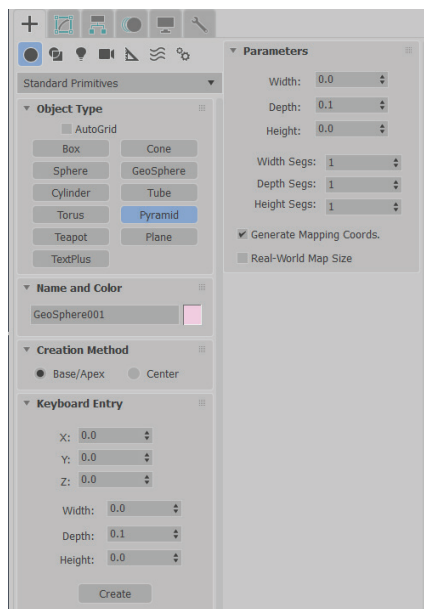 Standard Primitives
Object Type
AutoGrid
Box Cone
Sphere GeoSphere
Cylinder Tube
Torus Pyramid
Teapot Plane
TextPlus
Name and Color
GeoSphere001
Creation Method
Base/Apex Center
Keyboard Entry
X: 0.0
Y: 0.0
Z: 0.0
Width: 0.0
Depth: 0.1
Height: 0.0
Create
Parameters
Width: 0.0
Depth: 0.1
Height: 0.0
Width Segs: 1
Depth Segs: 1
Height Segs: 1
Generate Mapping Coords.
Real-World Map Size